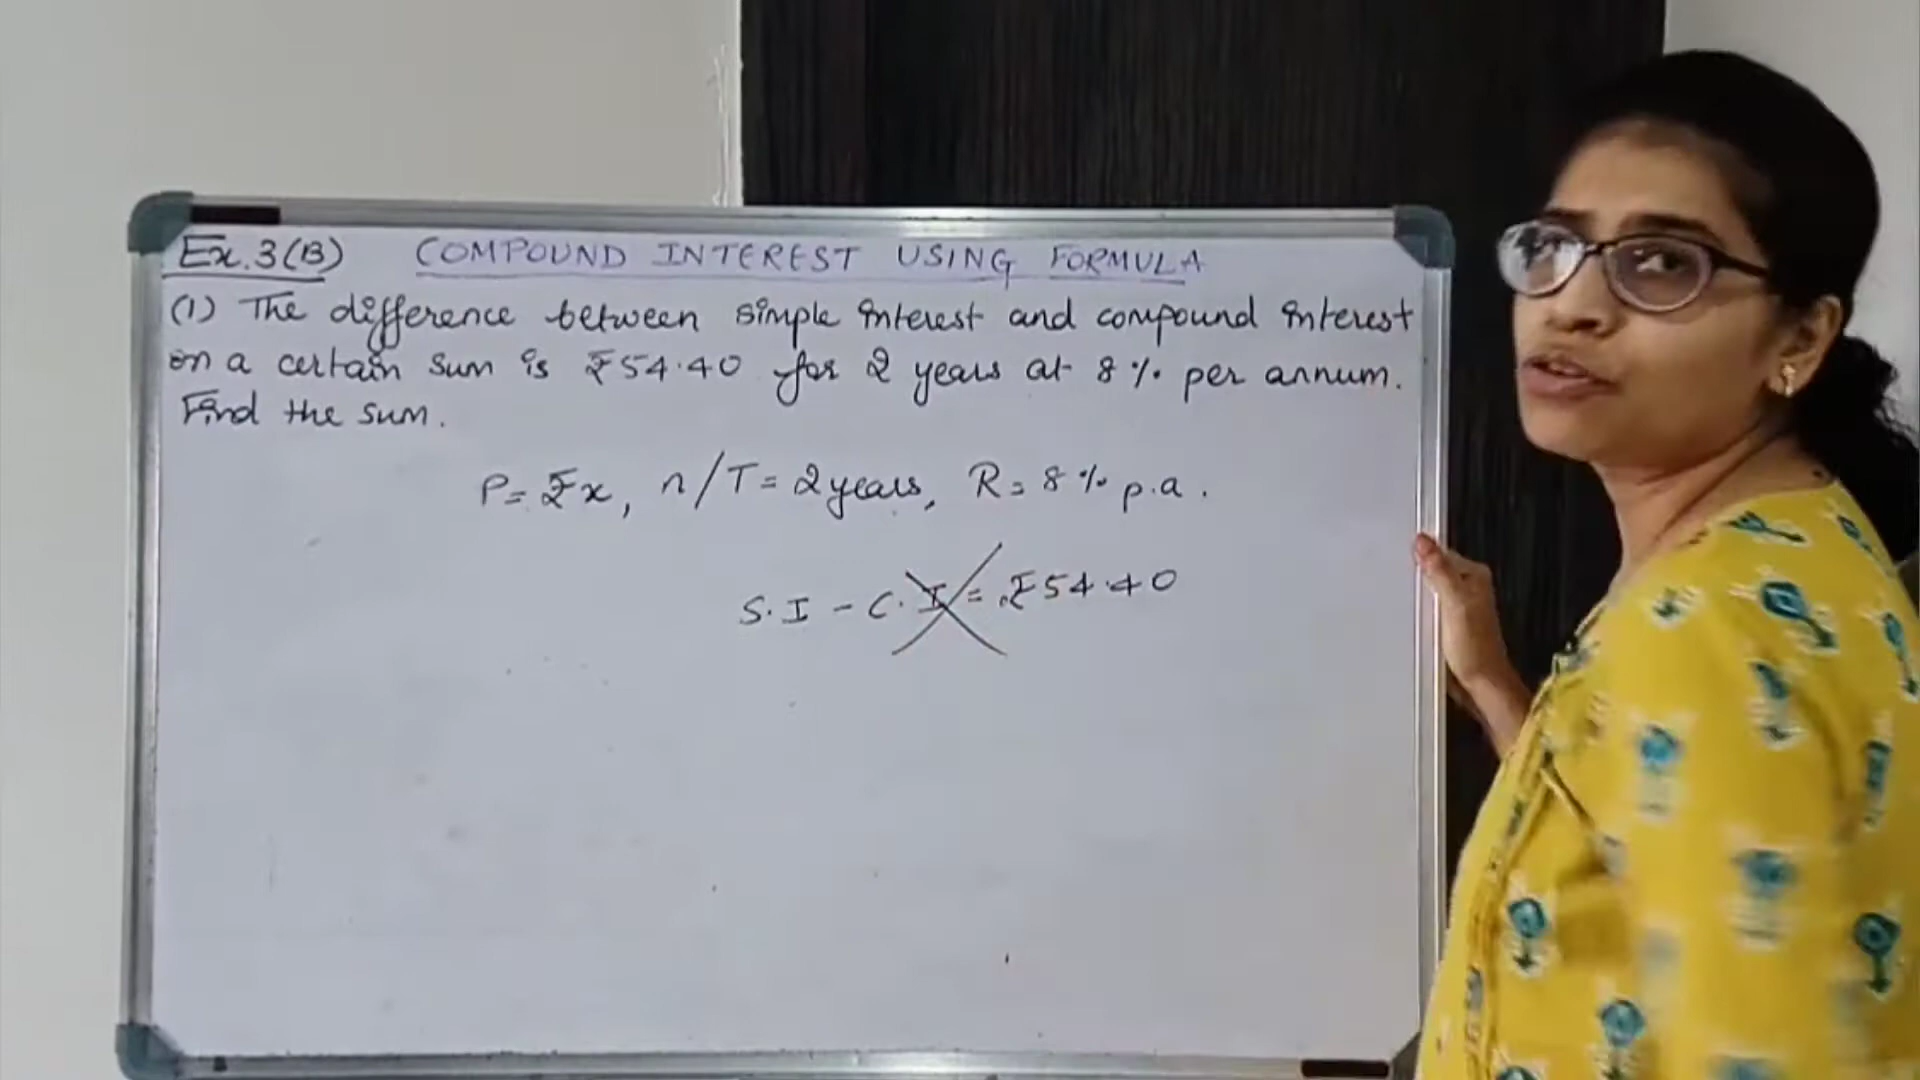 Ex. 3(B) COMPOUND INTEREST USING FORMULA
(1) The difference between simple interest and compound interest
on a certain sum is ₹54.40 for 2 years at 8% per annum.
Find the sum.
P = ₹x, n/T = 2 years, R = 8% p.a.
S.I - C.I = ₹54.40